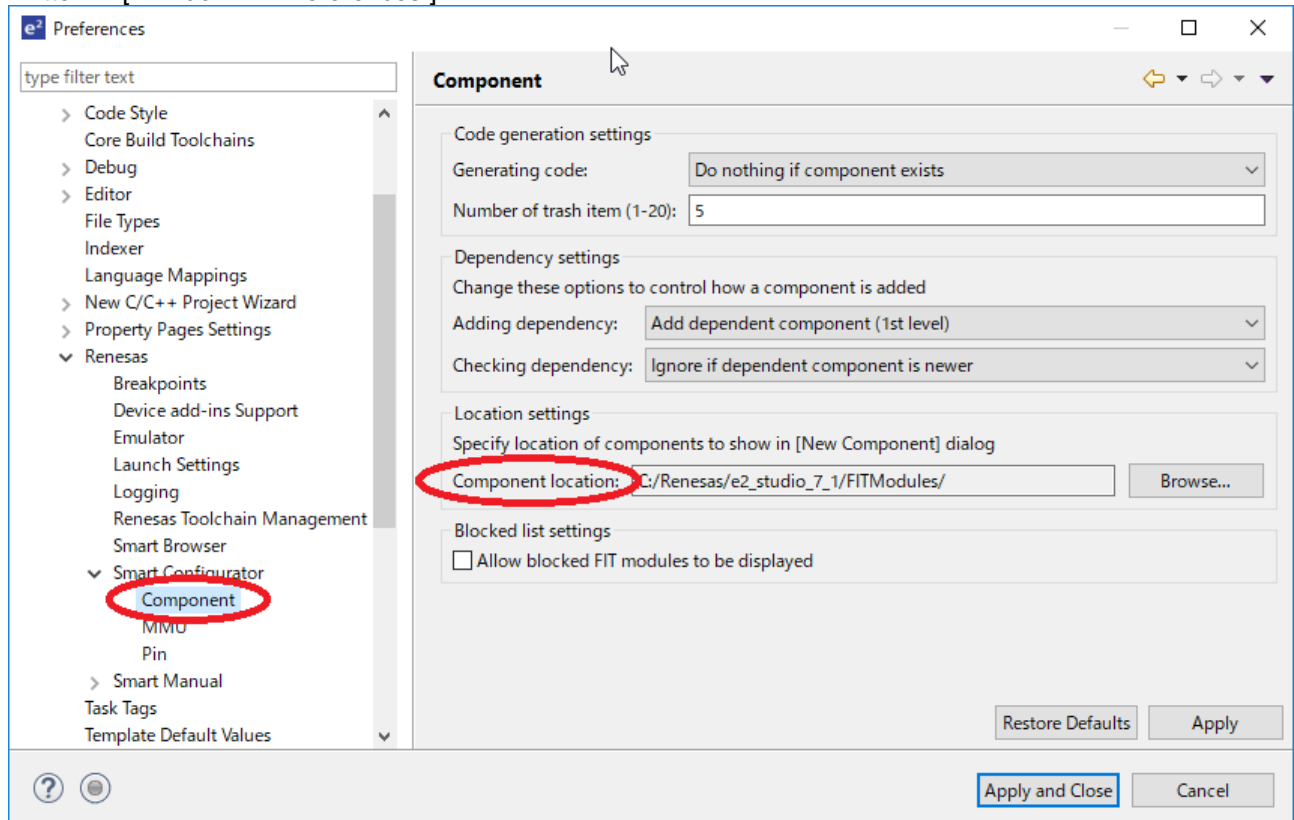 e² Preferences
type filter text
Code Style
Core Build Toolchains
Debug
Editor
File Types
Indexer
Language Mappings
New C/C++ Project Wizard
Property Pages Settings
Renesas
Breakpoints
Device add-ins Support
Emulator
Launch Settings
Logging
Renesas Toolchain Management
Smart Browser
Smart Configurator
Component
MMU
Pin
Smart Manual
Task Tags
Template Default Values
Component
Code generation settings
Generating code: Do nothing if component exists
Number of trash item (1-20): 5
Dependency settings
Change these options to control how a component is added
Adding dependency: Add dependent component (1st level)
Checking dependency: Ignore if dependent component is newer
Location settings
Specify location of components to show in [New Component] dialog
Component location: C:/Renesas/e2_studio_7_1/FITModules/ Browse...
Blocked list settings
Allow blocked FIT modules to be displayed
Restore Defaults Apply
? Apply and Close Cancel